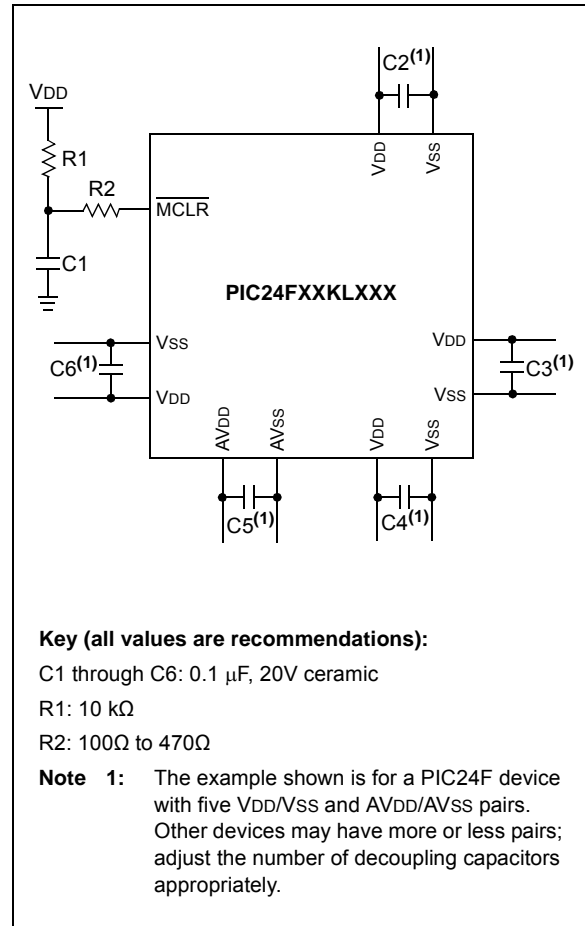 C2(1)
VDD
R1
R2
C1
MCLR
VDD
VSS
PIC24FXXKLXXX
VSS
VDD
C6(1)
VDD
VSS
C3(1)
AVDD
AVSS
VDD
VSS
C5(1)
C4(1)
Key (all values are recommendations):
C1 through C6: 0.1 μF, 20V ceramic
R1: 10 kΩ
R2: 100Ω to 470Ω
Note 1: The example shown is for a PIC24F device
with five VDD/VSS and AVDD/AVSS pairs.
Other devices may have more or less pairs;
adjust the number of decoupling capacitors
appropriately.